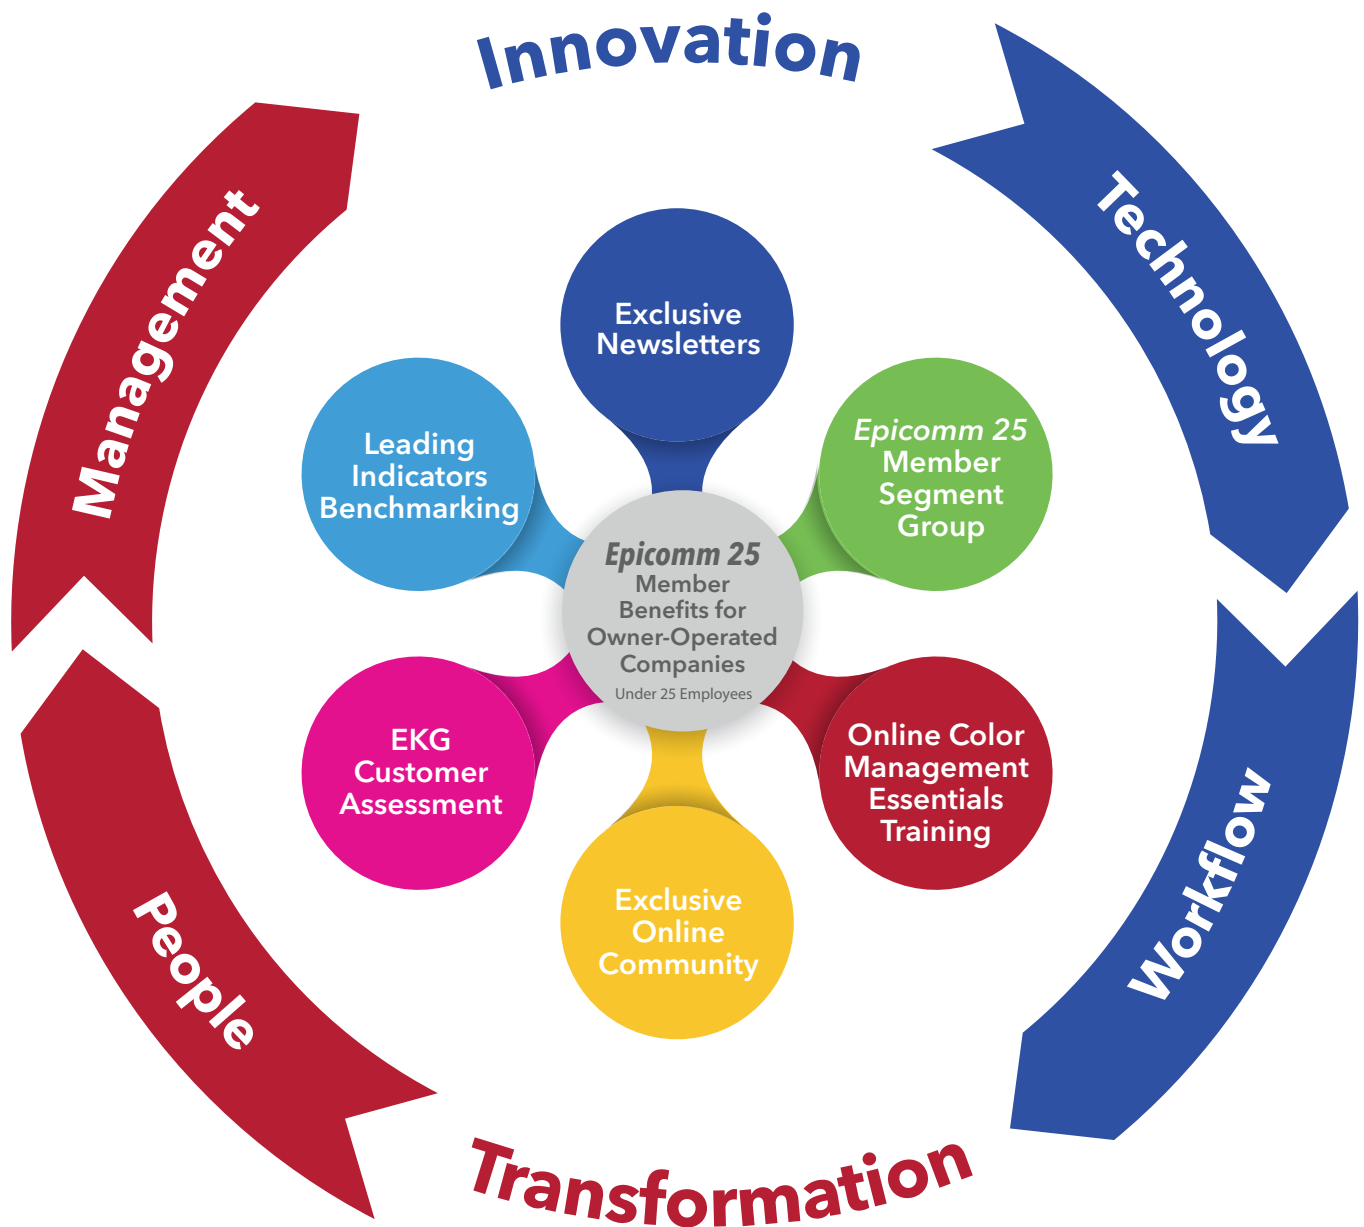 Innovation
Technology
Workflow
Transformation
People
Management
Exclusive
Newsletters
Epicomm 25
Member
Segment
Group
Online Color
Management
Essentials
Training
Exclusive
Online
Community
EKG
Customer
Assessment
Leading
Indicators
Benchmarking
Epicomm 25
Member
Benefits for
Owner-Operated
Companies
Under 25 Employees